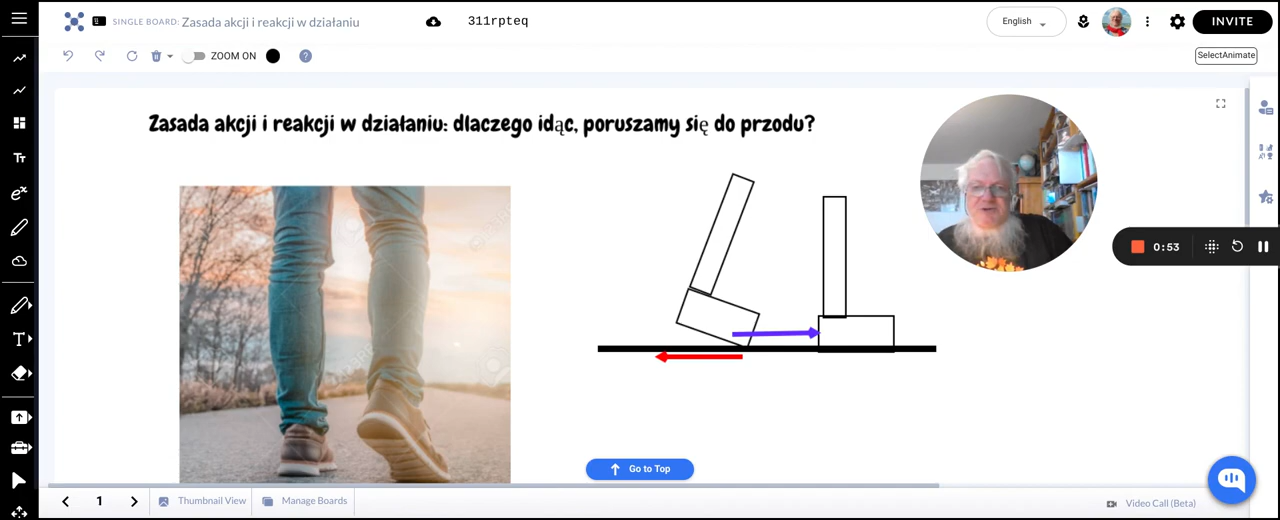 SINGLE BOARD: Zasada akcji i reakcji w działaniu
311rpteq
English
INVITE
ZOOM ON
?
SelectAnimate
Zasada akcji i reakcji w działaniu: dlaczego idąc, poruszamy się do przodu?
0:53
Go to Top
1
Thumbnail View
Manage Boards
Video Call (Beta)